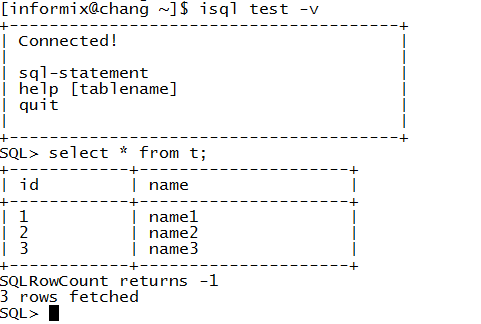 [informix@chang ~]$ isql test -v
+---------------------------------------+
| Connected!                            |
|                                       |
| sql-statement                         |
| help [tablename]                      |
| quit                                  |
|                                       |
+---------------------------------------+
SQL> select * from t;
+------------+---------------------+
| id         | name                |
+------------+---------------------+
| 1          | name1               |
| 2          | name2               |
| 3          | name3               |
+------------+---------------------+
SQLRowCount returns -1
3 rows fetched
SQL>